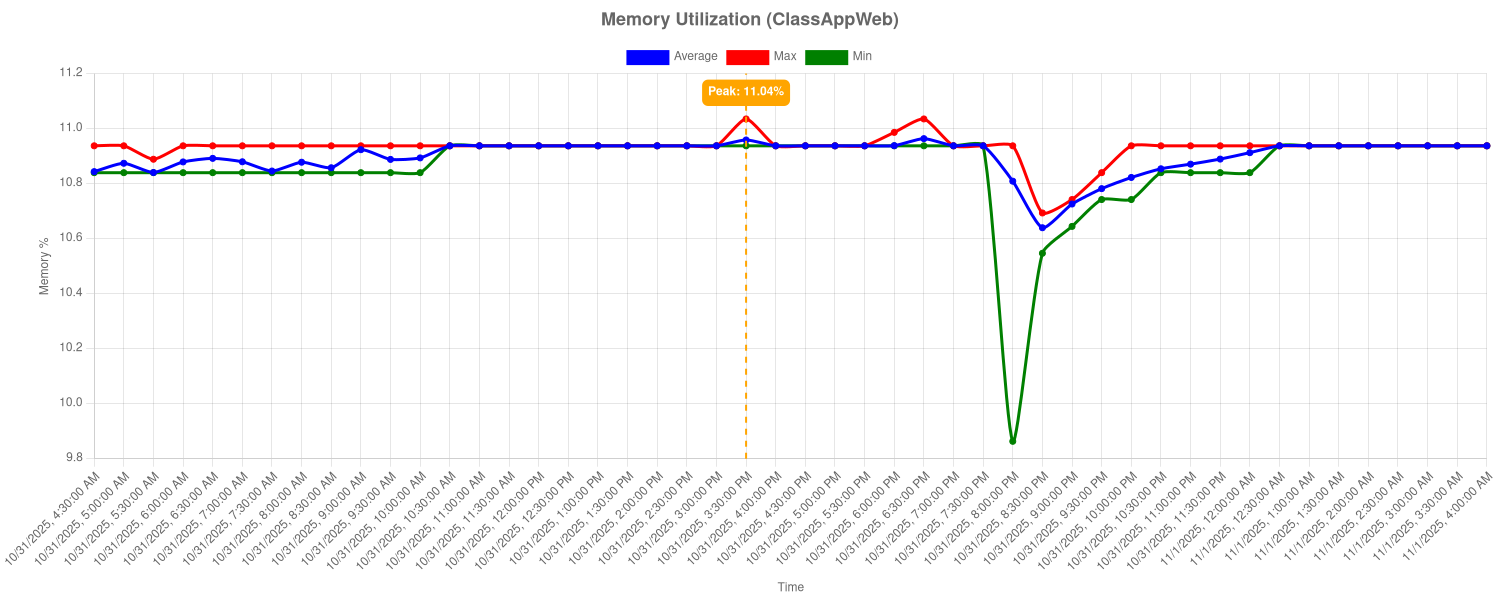 Memory Utilization (ClassAppWeb)
Average Max Min
11.2
Peak: 11.04%
11.0
10.8
10.6
10.4
10.2
10.0
9.8
Memory %
10/31/2025, 4:30:00 AM
10/31/2025, 5:00:00 AM
10/31/2025, 5:30:00 AM
10/31/2025, 6:00:00 AM
10/31/2025, 6:30:00 AM
10/31/2025, 7:00:00 AM
10/31/2025, 7:30:00 AM
10/31/2025, 8:00:00 AM
10/31/2025, 8:30:00 AM
10/31/2025, 9:00:00 AM
10/31/2025, 9:30:00 AM
10/31/2025, 10:00:00 AM
10/31/2025, 10:30:00 AM
10/31/2025, 11:00:00 AM
10/31/2025, 11:30:00 AM
10/31/2025, 12:00:00 PM
10/31/2025, 12:30:00 PM
10/31/2025, 1:00:00 PM
10/31/2025, 1:30:00 PM
10/31/2025, 2:00:00 PM
10/31/2025, 2:30:00 PM
10/31/2025, 3:00:00 PM
10/31/2025, 3:30:00 PM
10/31/2025, 4:00:00 PM
10/31/2025, 4:30:00 PM
10/31/2025, 5:00:00 PM
10/31/2025, 5:30:00 PM
10/31/2025, 6:00:00 PM
10/31/2025, 6:30:00 PM
10/31/2025, 7:00:00 PM
10/31/2025, 7:30:00 PM
10/31/2025, 8:00:00 PM
10/31/2025, 8:30:00 PM
10/31/2025, 9:00:00 PM
10/31/2025, 9:30:00 PM
10/31/2025, 10:00:00 PM
10/31/2025, 10:30:00 PM
10/31/2025, 11:00:00 PM
10/31/2025, 11:30:00 PM
11/1/2025, 12:00:00 AM
11/1/2025, 12:30:00 AM
11/1/2025, 1:00:00 AM
11/1/2025, 1:30:00 AM
11/1/2025, 2:00:00 AM
11/1/2025, 2:30:00 AM
11/1/2025, 3:00:00 AM
11/1/2025, 3:30:00 AM
11/1/2025, 4:00:00 AM
Time